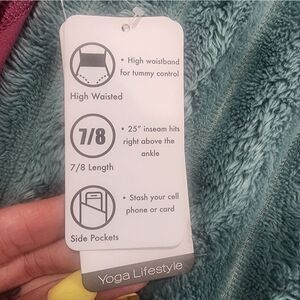 • High waistband
for tummy control
High Waisted
7/8
• 25" inseam hits
right above the
ankle
7/8 Length
• Stash your cell
phone or card
Side Pockets
Yoga Lifestyle